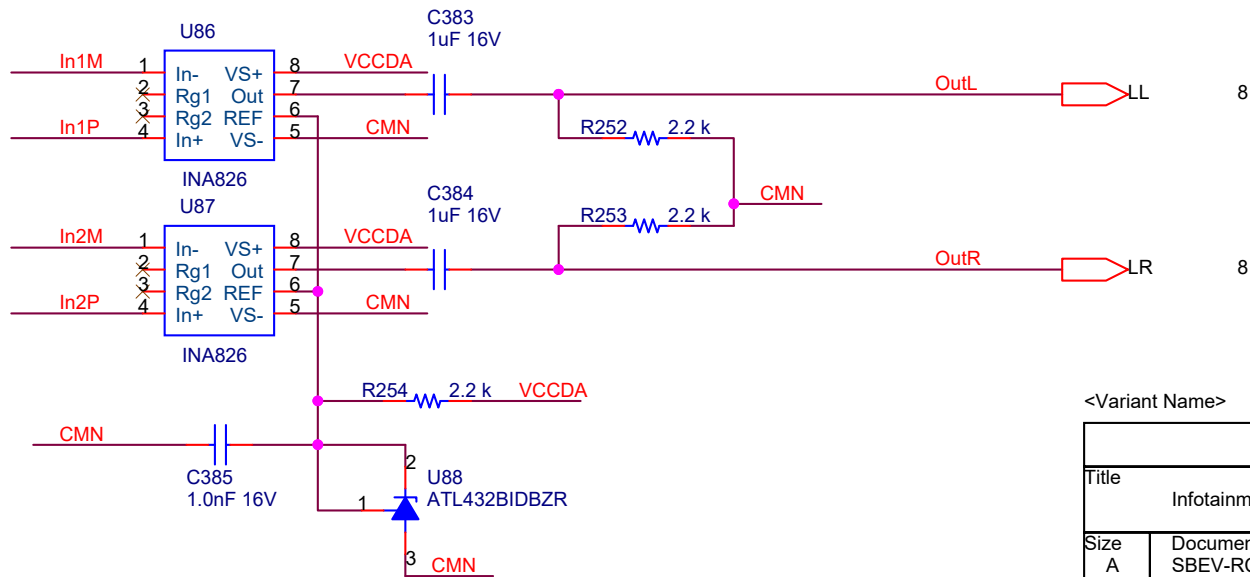 C383
1uF 16V
U86
In1M 1 In- VS+ 8 VCCDA
2 Rg1 Out 7 OutL LL 8
3 Rg2 REF 6
In1P 4 In+ VS- 5 CMN
R252 2.2 k
INA826
U87
C384
1uF 16V
CMN
R253 2.2 k
In2M 1 In- VS+ 8 VCCDA
2 Rg1 Out 7 OutR LR 8
3 Rg2 REF 6
In2P 4 In+ VS- 5 CMN
INA826
R254 2.2 k VCCDA
<Variant Name>
CMN
C385
1.0nF 16V
2
U88
ATL432BIDBZR
1
3 CMN
Title
Infotainm
Size
A
Documen